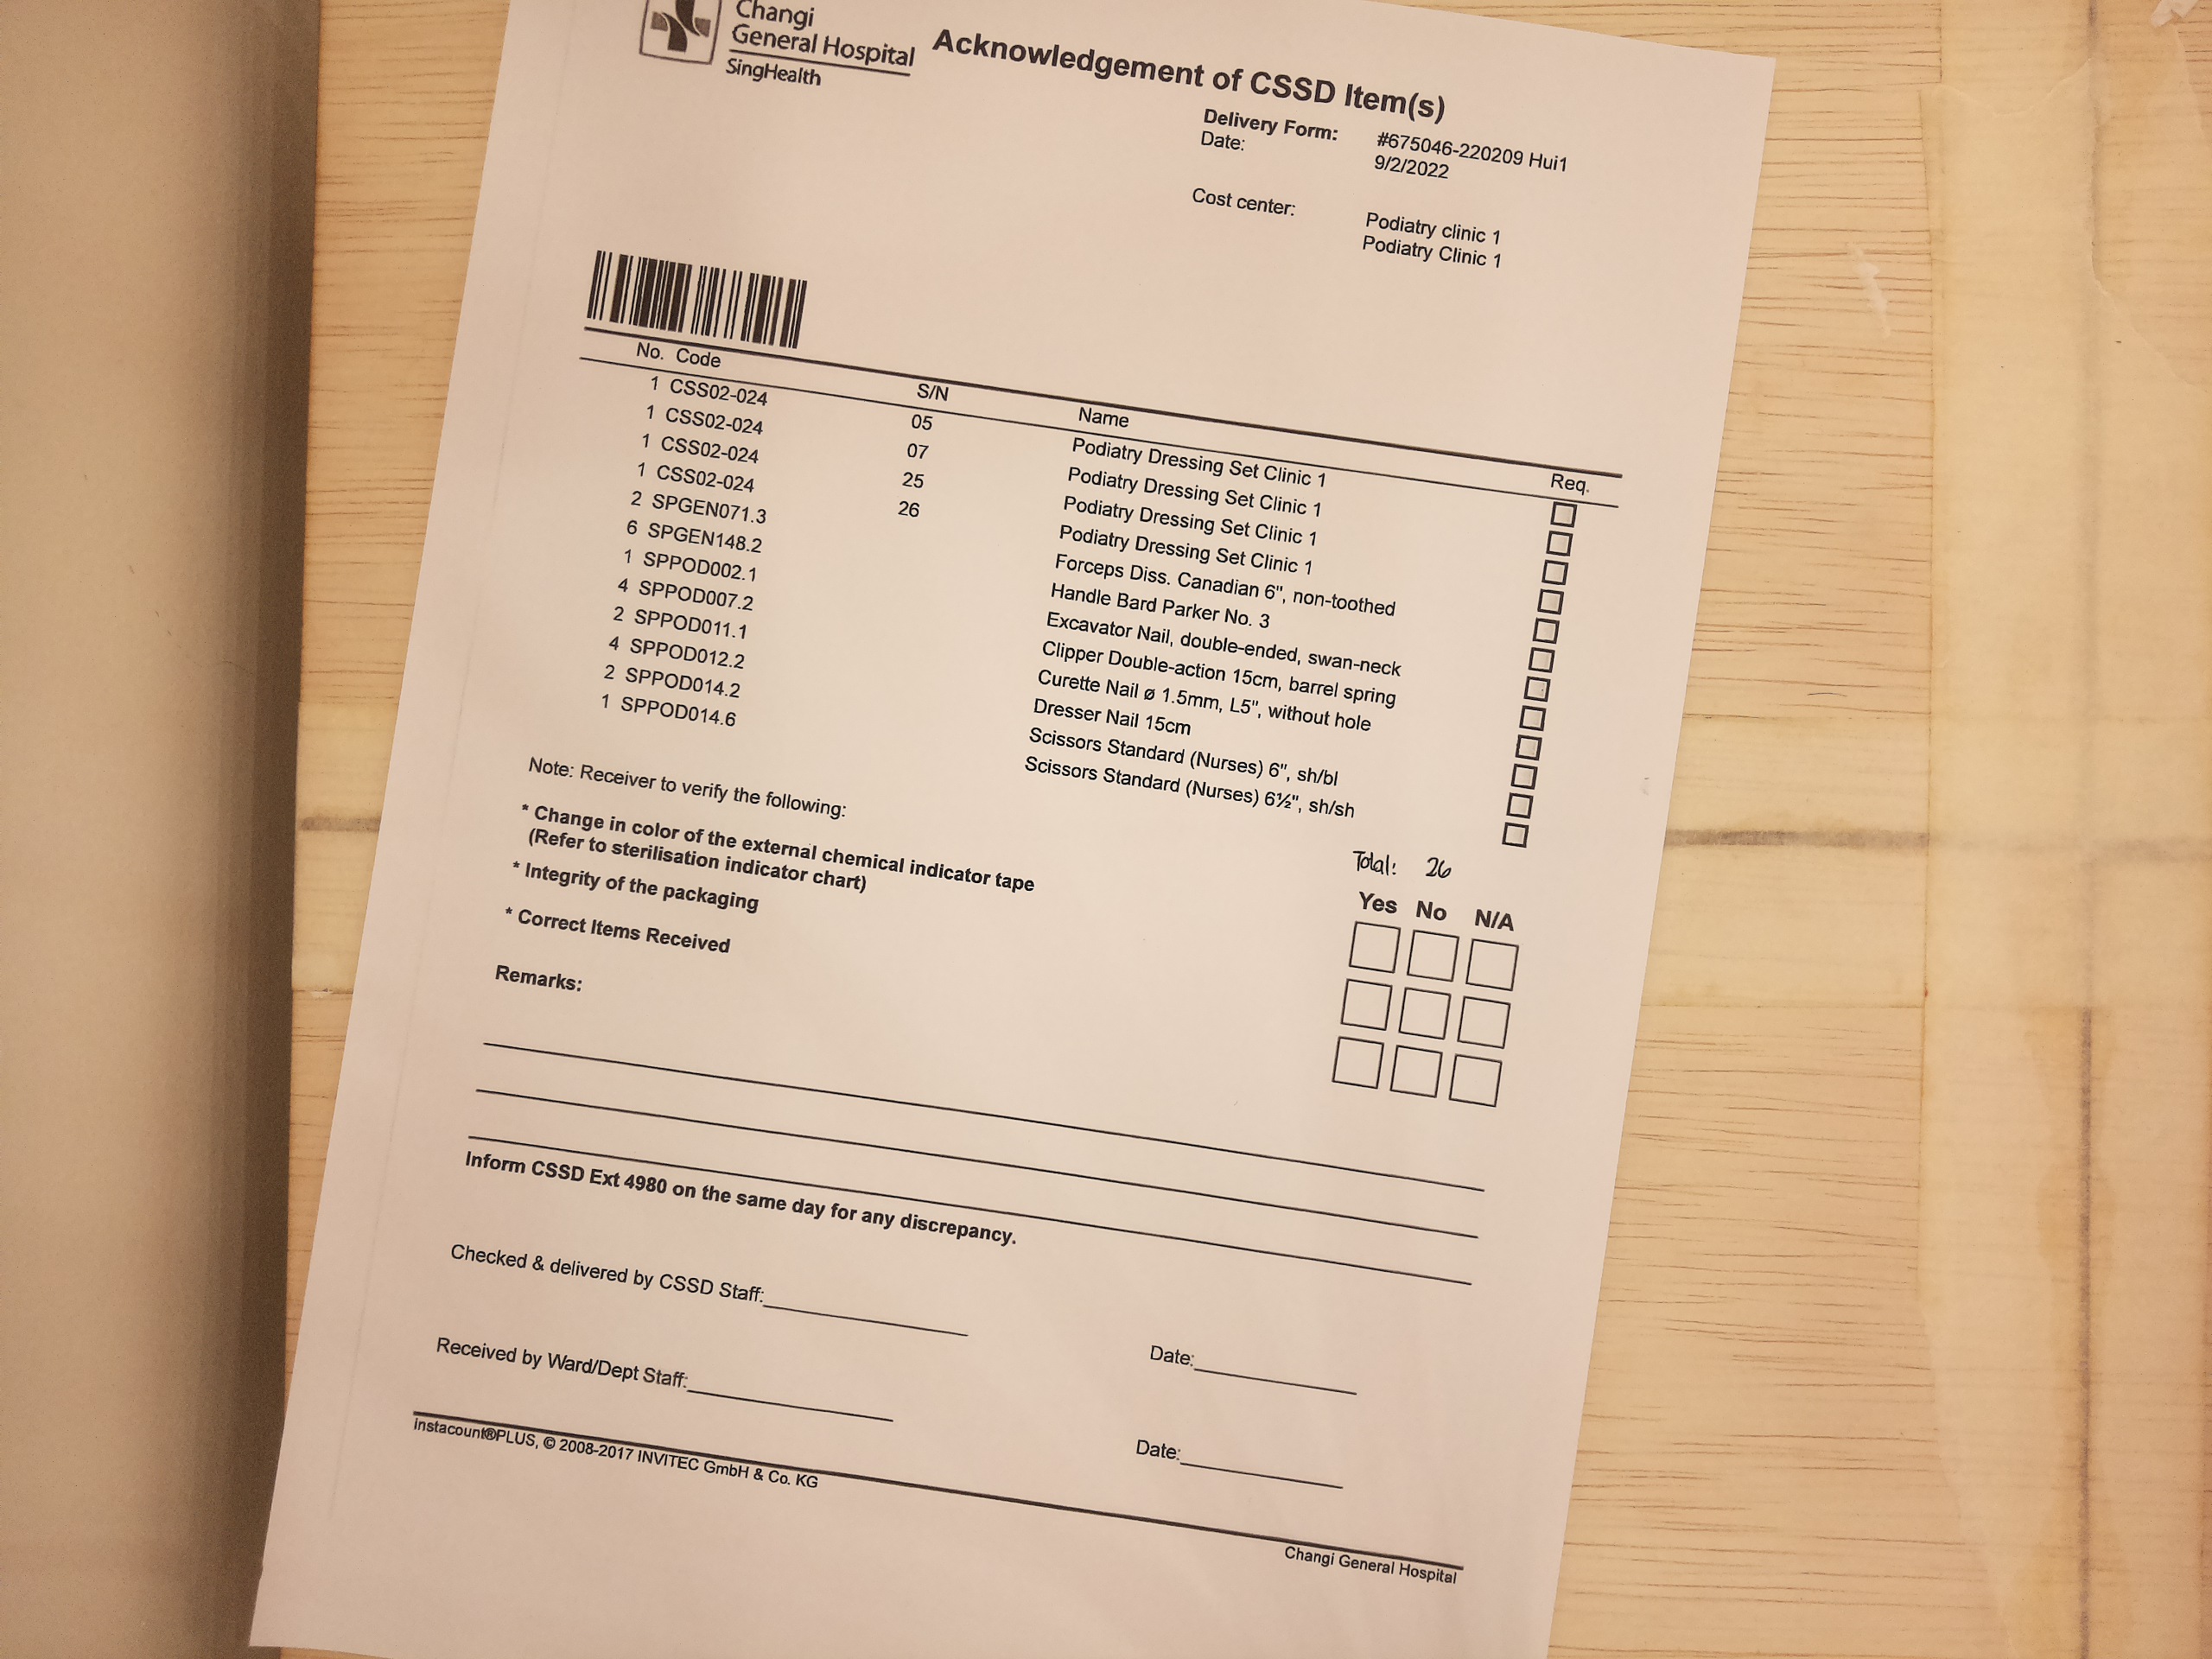 Changi
General Hospital
SingHealth
Acknowledgement of CSSD Item(s)
Delivery Form: #675046-220209 Hui1
Date: 9/2/2022
Cost center: Podiatry clinic 1
Podiatry Clinic 1
No. Code S/N Name Req.
1 CSS02-024 05 Podiatry Dressing Set Clinic 1
1 CSS02-024 07 Podiatry Dressing Set Clinic 1
1 CSS02-024 25 Podiatry Dressing Set Clinic 1
1 CSS02-024 26 Podiatry Dressing Set Clinic 1
2 SPGEN071.3 Forceps Diss. Canadian 6", non-toothed
6 SPGEN148.2 Handle Bard Parker No. 3
1 SPPOD002.1 Excavator Nail, double-ended, swan-neck
4 SPPOD007.2 Clipper Double-action 15cm, barrel spring
2 SPPOD011.1 Curette Nail ø 1.5mm, L5", without hole
4 SPPOD012.2 Dresser Nail 15cm
2 SPPOD014.2 Scissors Standard (Nurses) 6", sh/bl
1 SPPOD014.6 Scissors Standard (Nurses) 6½", sh/sh
Total: 26
Note: Receiver to verify the following:
Yes No N/A
* Change in color of the external chemical indicator tape
(Refer to sterilisation indicator chart)
* Integrity of the packaging
* Correct Items Received
Remarks:
Inform CSSD Ext 4980 on the same day for any discrepancy.
Checked & delivered by CSSD Staff: Date:
Received by Ward/Dept Staff: Date:
instacount®PLUS, © 2008-2017 INVITEC GmbH & Co. KG
Changi General Hospital